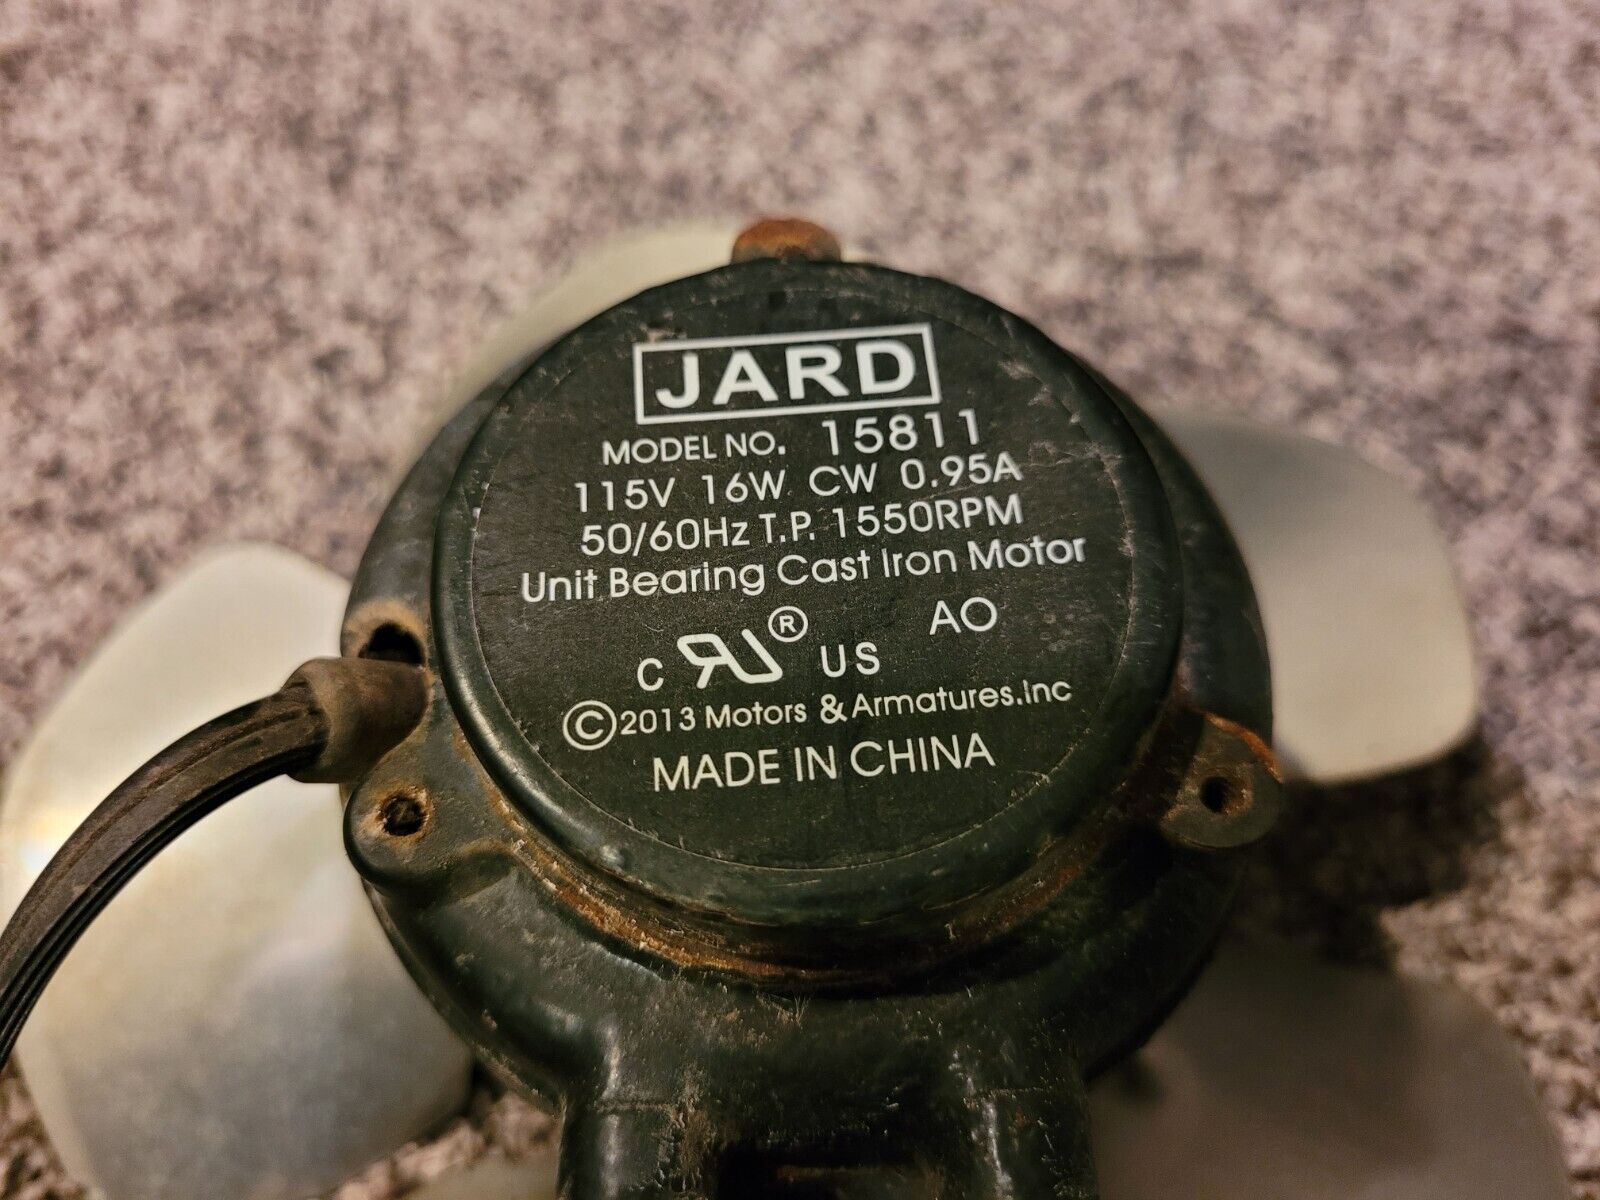 JARD
MODEL NO. 15811
115V 16W CW 0.95A
50/60Hz T.P. 1550RPM
Unit Bearing Cast Iron Motor
C RU® US AO
©2013 Motors & Armatures.Inc
MADE IN CHINA